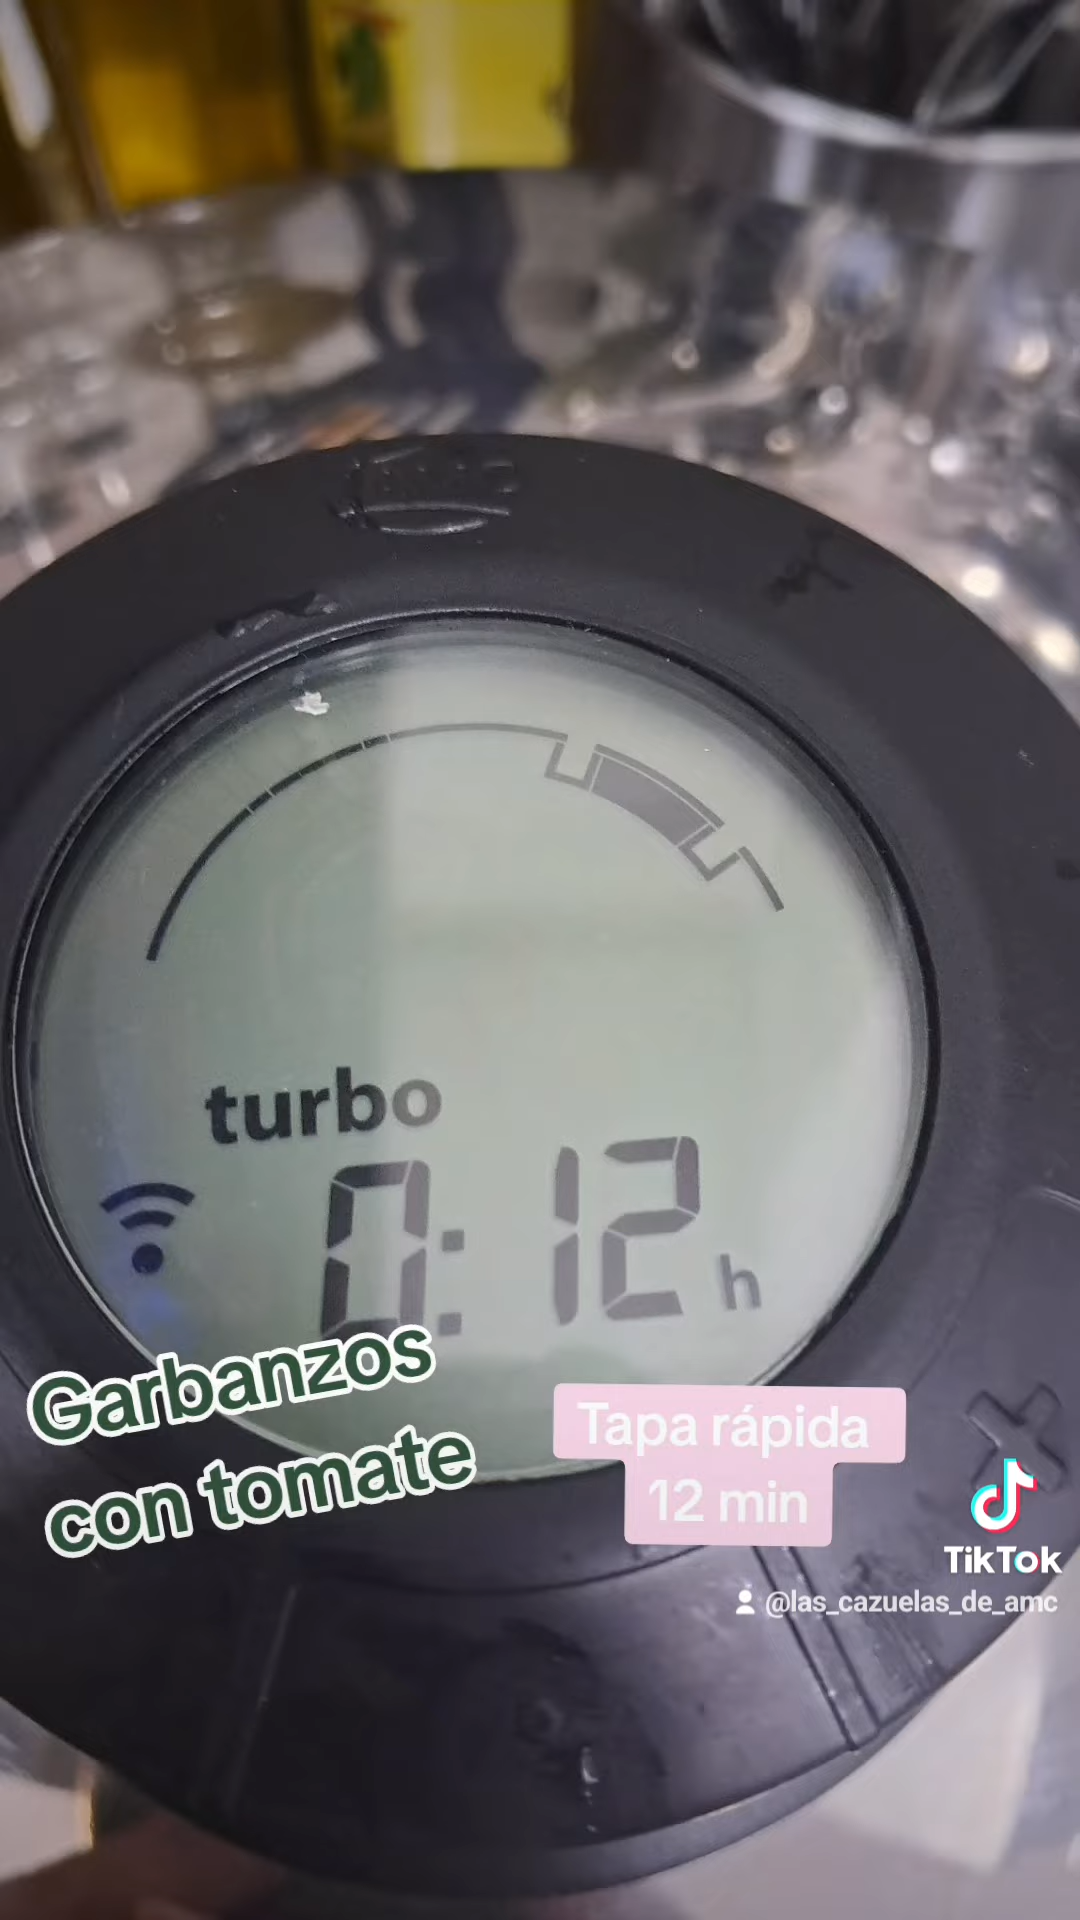 turbo
0:12 h
Garbanzos
con tomate
Tapa rápida
12 min
TikTok
@las_cazuelas_de_amc